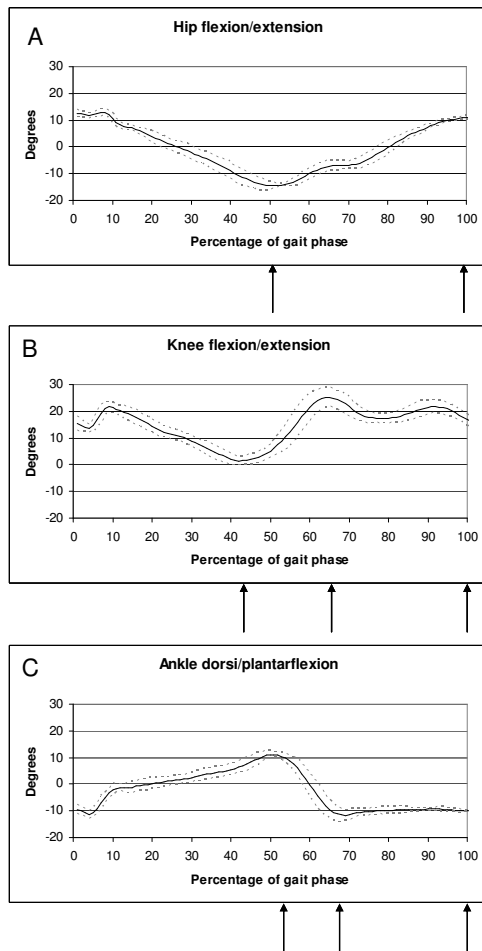 A
Hip flexion/extension
30
20
10
0
-10
-20
Degrees
0 10 20 30 40 50 60 70 80 90 100
Percentage of gait phase
B
Knee flexion/extension
30
20
10
0
-10
-20
Degrees
0 10 20 30 40 50 60 70 80 90 100
Percentage of gait phase
C
Ankle dorsi/plantarflexion
30
20
10
0
-10
-20
Degrees
0 10 20 30 40 50 60 70 80 90 100
Percentage of gait phase